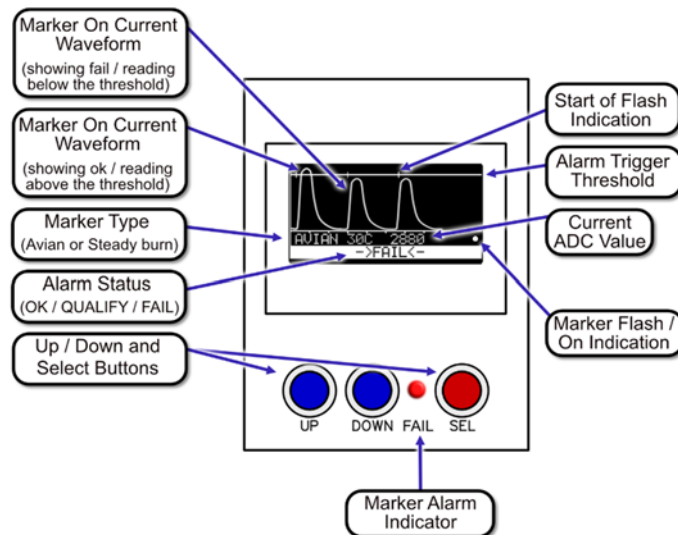 Marker On Current
Waveform
(showing fail / reading
below the threshold)
Marker On Current
Waveform
(showing ok / reading
above the threshold)
Marker Type
(Avian or Steady burn)
Alarm Status
(OK / QUALIFY / FAIL)
Up / Down and
Select Buttons
Start of Flash
Indication
Alarm Trigger
Threshold
Current
ADC Value
Marker Flash /
On Indication
AVIAN 30C 2880
->FAIL<-
UP DOWN FAIL SEL
Marker Alarm
Indicator